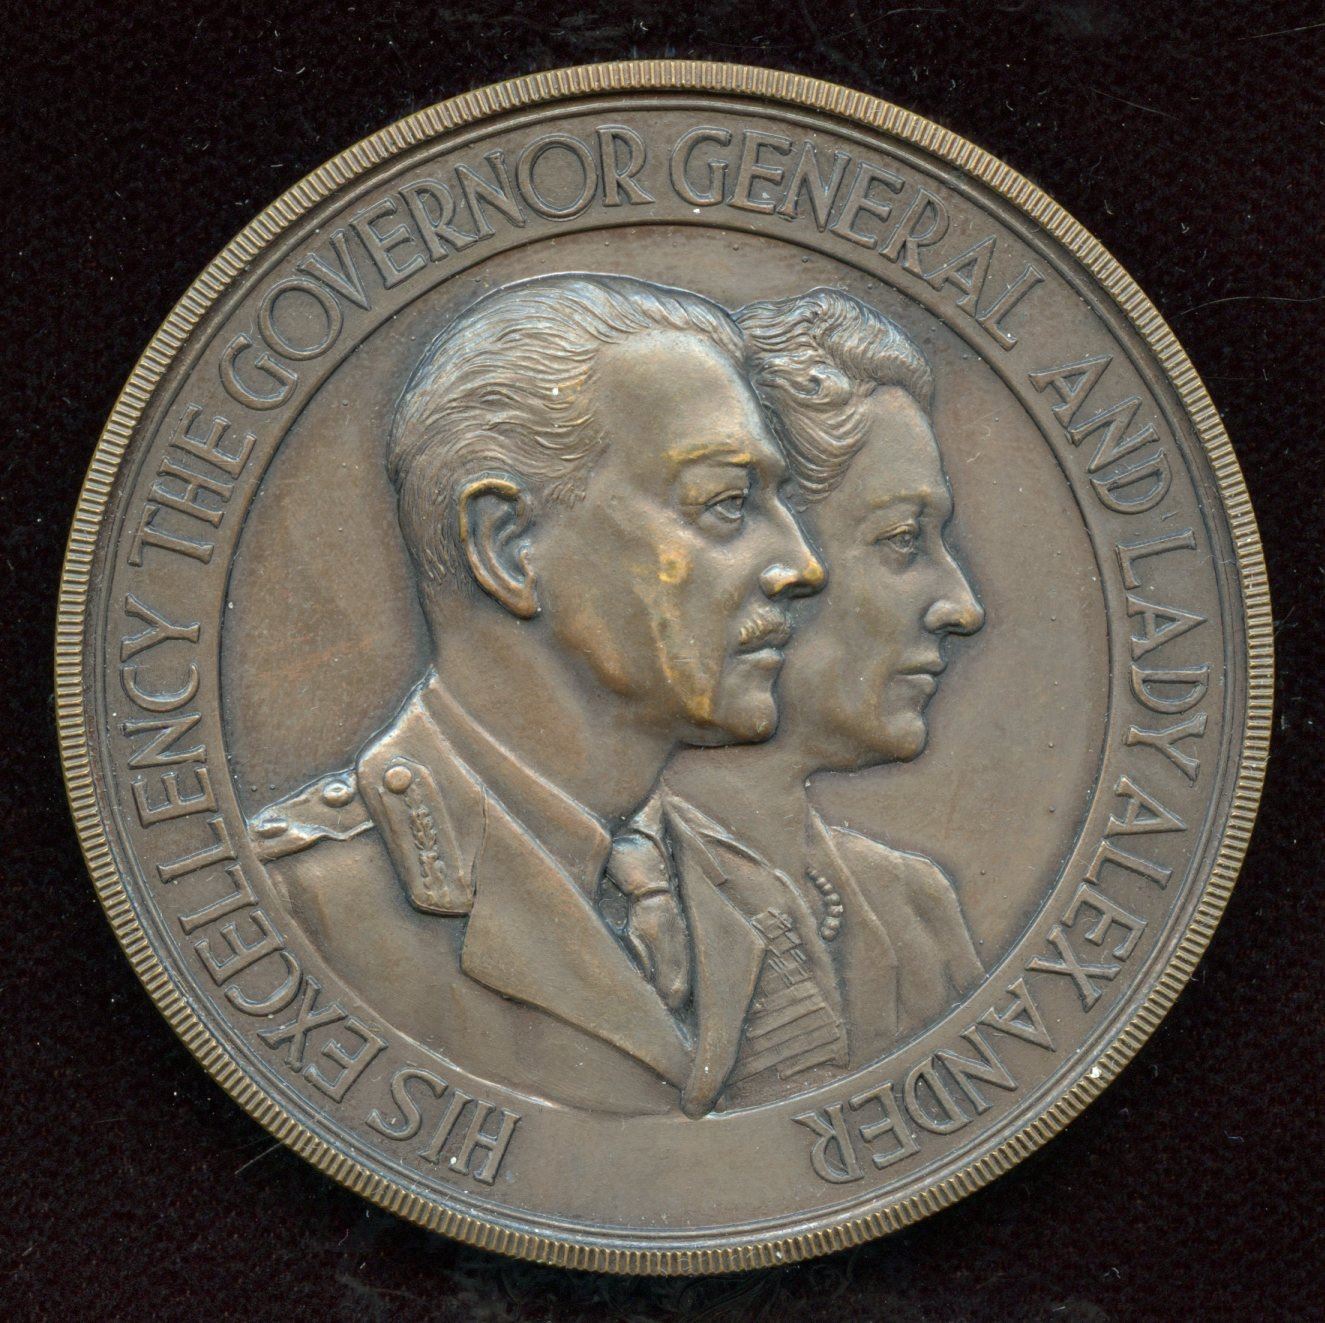 HIS EXCELLENCY THE GOVERNOR GENERAL AND LADY ALEXANDER